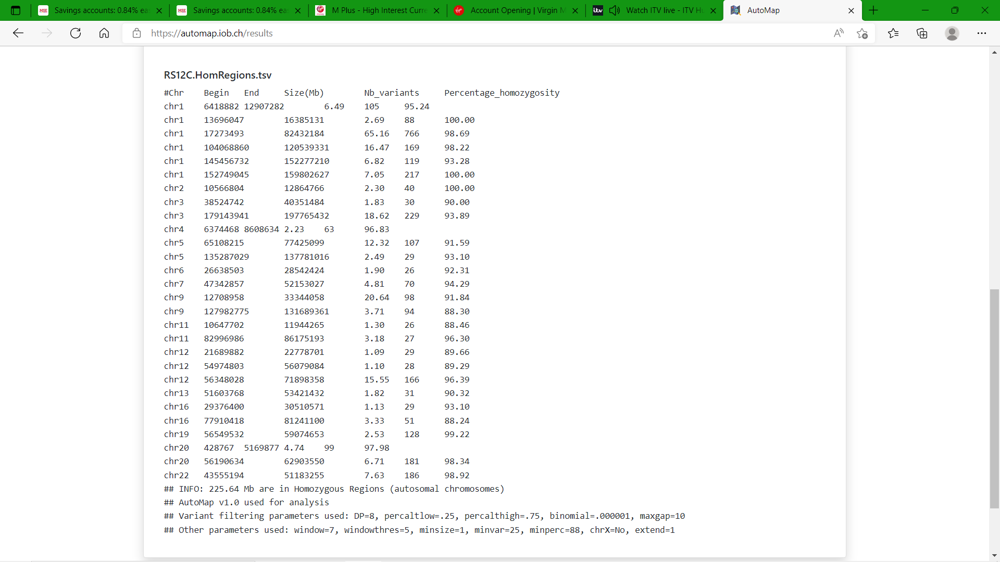 Savings accounts: 0.84% ea
Savings accounts: 0.84% ea
M Plus - High Interest Curre
Account Opening | Virgin M
itv Watch ITV live - ITV Hu
AutoMap
https://automap.iob.ch/results
RS12C.HomRegions.tsv
#Chr Begin End Size(Mb) Nb_variants Percentage_homozygosity
chr1 6418882 12907282 6.49 105 95.24
chr1 13696047 16385131 2.69 88 100.00
chr1 17273493 82432184 65.16 766 98.69
chr1 104068860 120539331 16.47 169 98.22
chr1 145456732 152277210 6.82 119 93.28
chr1 152749045 159802627 7.05 217 100.00
chr2 10566804 12864766 2.30 40 100.00
chr3 38524742 40351484 1.83 30 90.00
chr3 179143941 197765432 18.62 229 93.89
chr4 6374468 8608634 2.23 63 96.83
chr5 65108215 77425099 12.32 107 91.59
chr5 135287029 137781016 2.49 29 93.10
chr6 26638503 28542424 1.90 26 92.31
chr7 47342857 52153027 4.81 70 94.29
chr9 12708958 33344058 20.64 98 91.84
chr9 127982775 131689361 3.71 94 88.30
chr11 10647702 11944265 1.30 26 88.46
chr11 82996986 86175193 3.18 27 96.30
chr12 21689882 22778701 1.09 29 89.66
chr12 54974803 56079084 1.10 28 89.29
chr12 56348028 71898358 15.55 166 96.39
chr13 51603768 53421432 1.82 31 90.32
chr16 29376400 30510571 1.13 29 93.10
chr16 77910418 81241100 3.33 51 88.24
chr19 56549532 59074653 2.53 128 99.22
chr20 428767 5169877 4.74 99 97.98
chr20 56190634 62903550 6.71 181 98.34
chr22 43555194 51183255 7.63 186 98.92
## INFO: 225.64 Mb are in Homozygous Regions (autosomal chromosomes)
## AutoMap v1.0 used for analysis
## Variant filtering parameters used: DP=8, percaltlow=.25, percalthigh=.75, binomial=.000001, maxgap=10
## Other parameters used: window=7, windowthres=5, minsize=1, minvar=25, minperc=88, chrX=No, extend=1